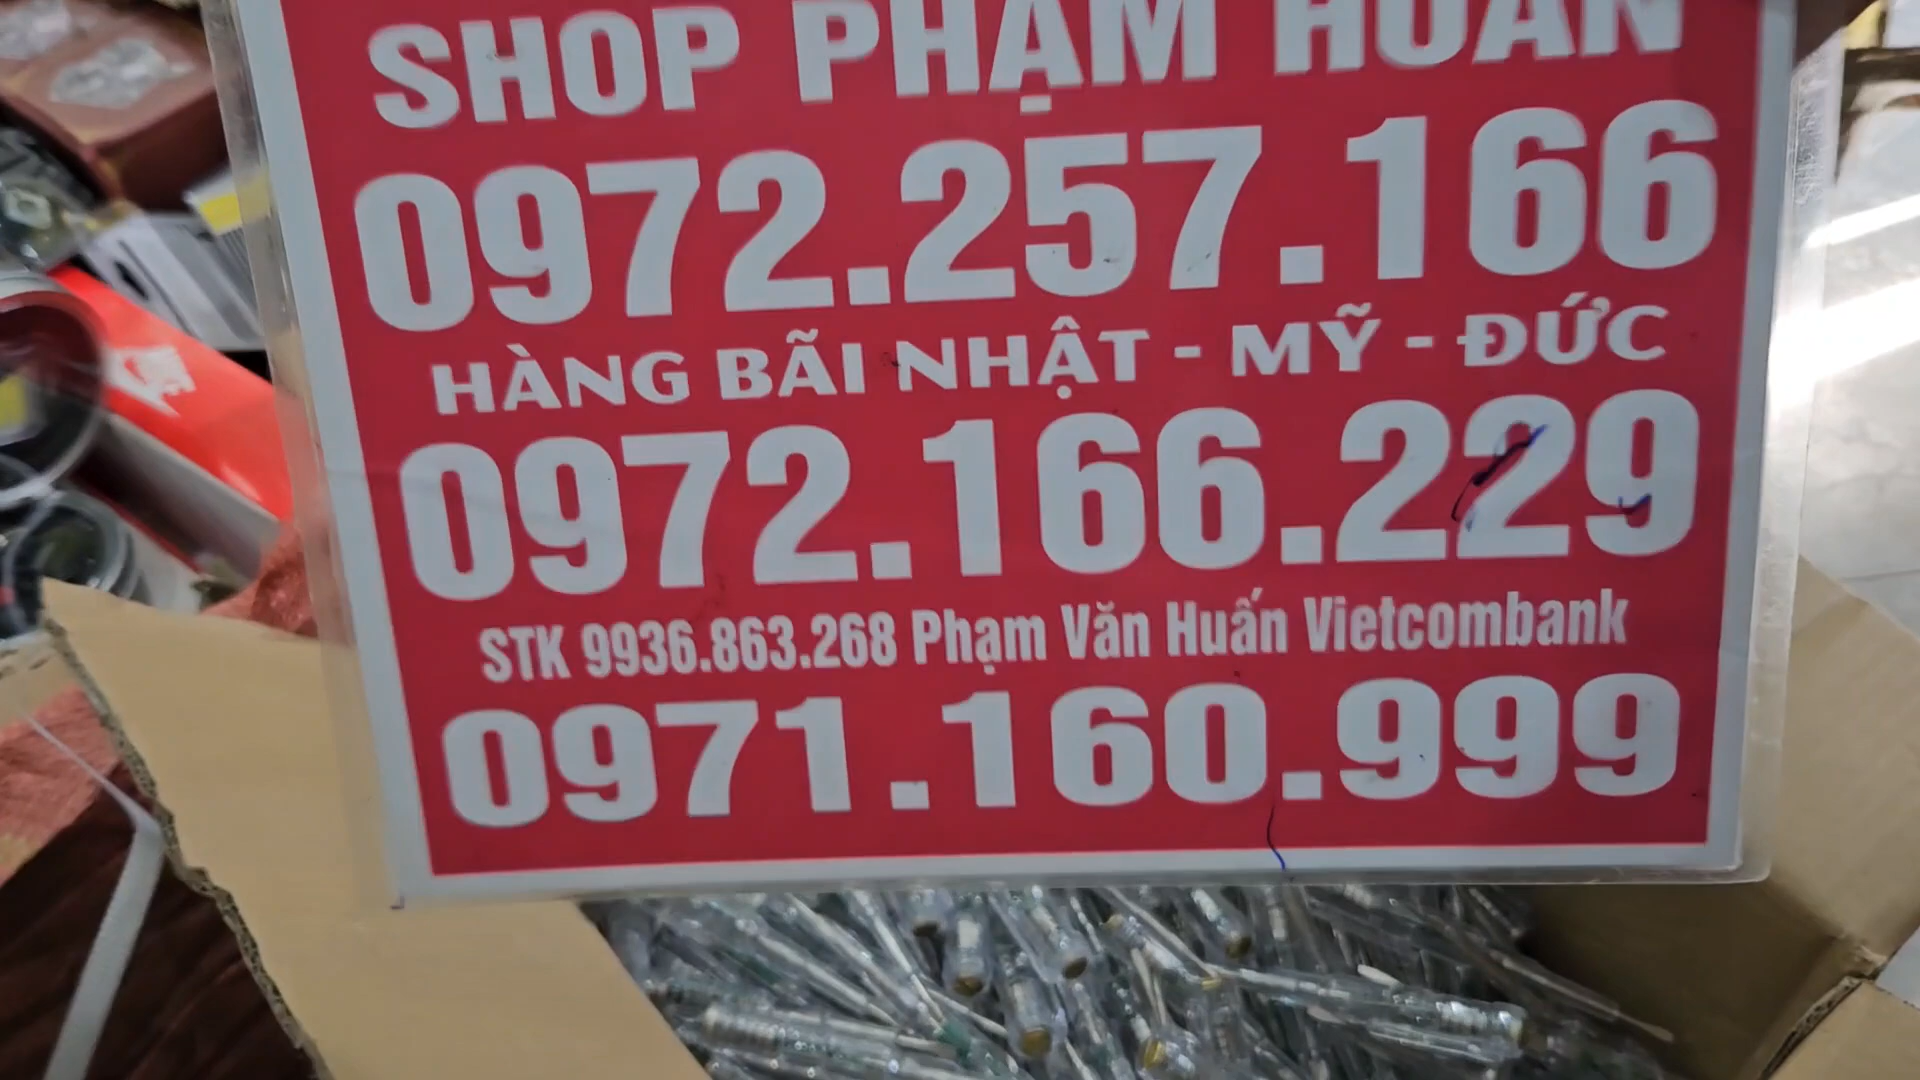 SHOP PHẠM HUẤN
0972.257.166
HÀNG BÃI NHẬT - MỸ - ĐỨC
0972.166.229
STK 9936.863.268 Phạm Văn Huấn Vietcombank
0971.160.999